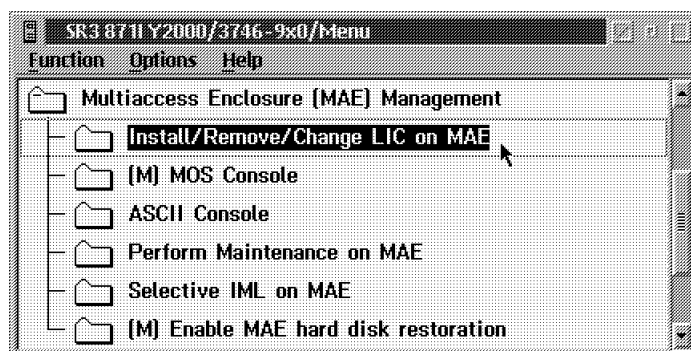 SR3 871I Y2000/3746-9x0/Menu
Function Options Help
Multiaccess Enclosure (MAE) Management
Install/Remove/Change LIC on MAE
(M) MOS Console
ASCII Console
Perform Maintenance on MAE
Selective IML on MAE
(M) Enable MAE hard disk restoration